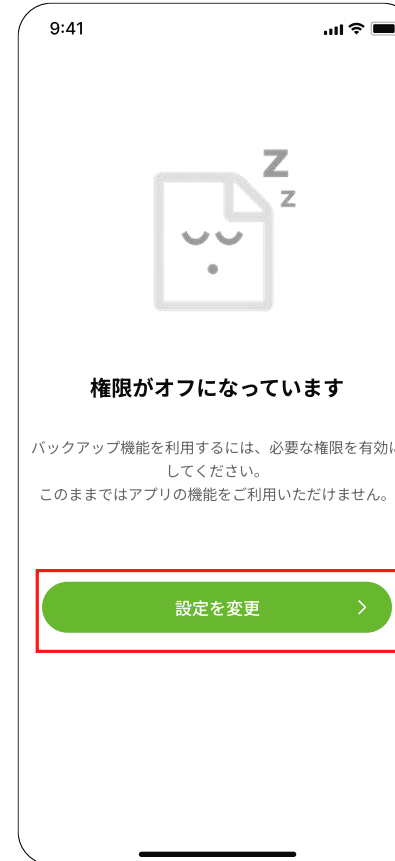 9:41
Z
z
権限がオフになっています
バックアップ機能を利用するには、必要な権限を有効に
してください。
このままではアプリの機能をご利用いただけません。
設定を変更